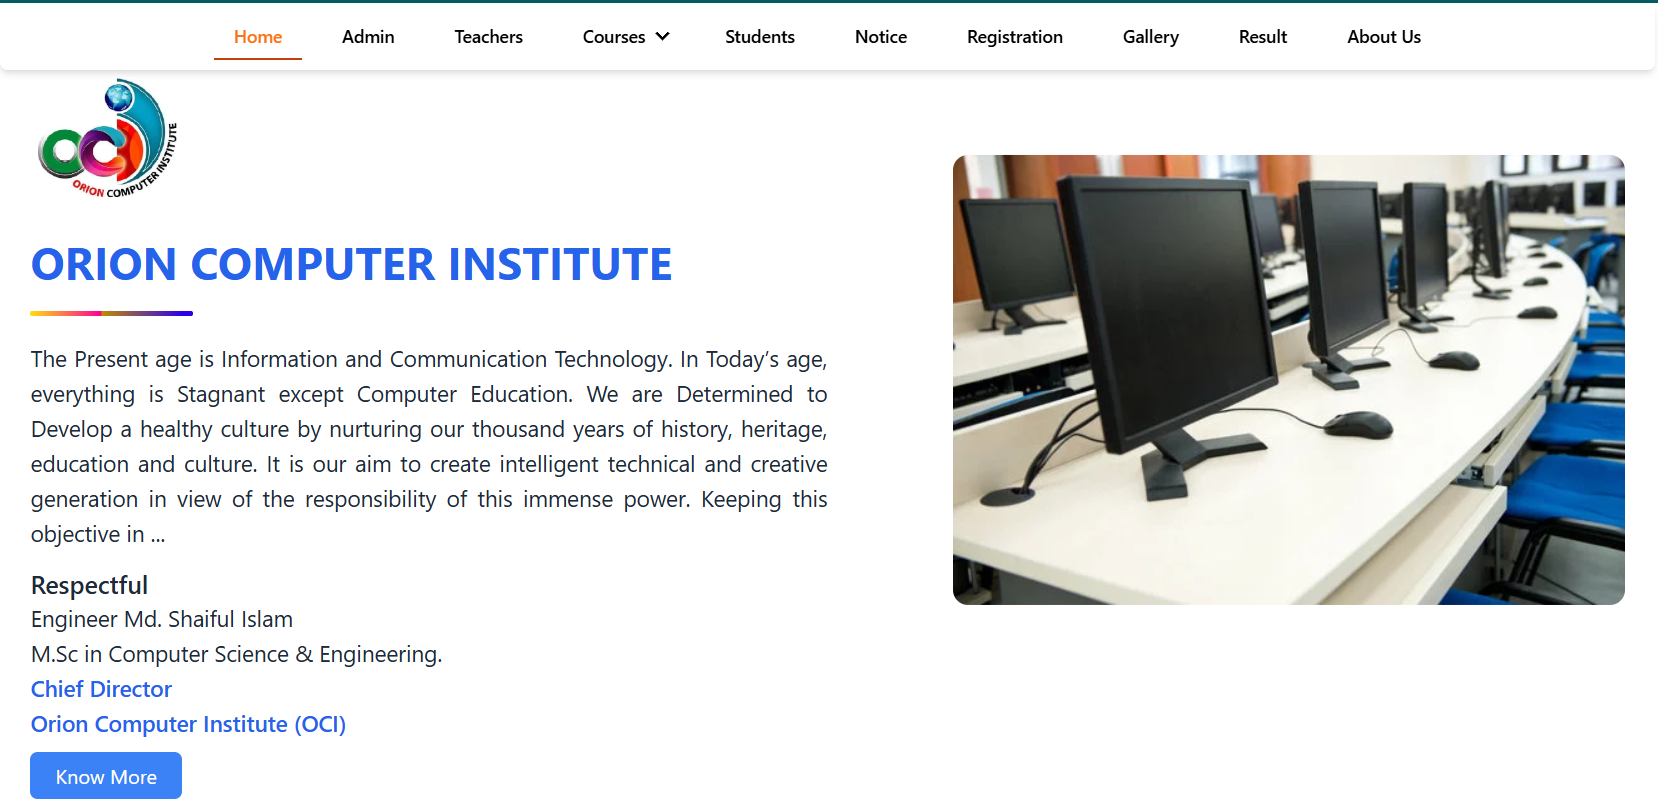 Home Admin Teachers Courses Students Notice Registration Gallery Result About Us
OCI
ORION COMPUTER INSTITUTE
ORION COMPUTER INSTITUTE
The Present age is Information and Communication Technology. In Today’s age,
everything is Stagnant except Computer Education. We are Determined to
Develop a healthy culture by nurturing our thousand years of history, heritage,
education and culture. It is our aim to create intelligent technical and creative
generation in view of the responsibility of this immense power. Keeping this
objective in ...
Respectful
Engineer Md. Shaiful Islam
M.Sc in Computer Science & Engineering.
Chief Director
Orion Computer Institute (OCI)
Know More